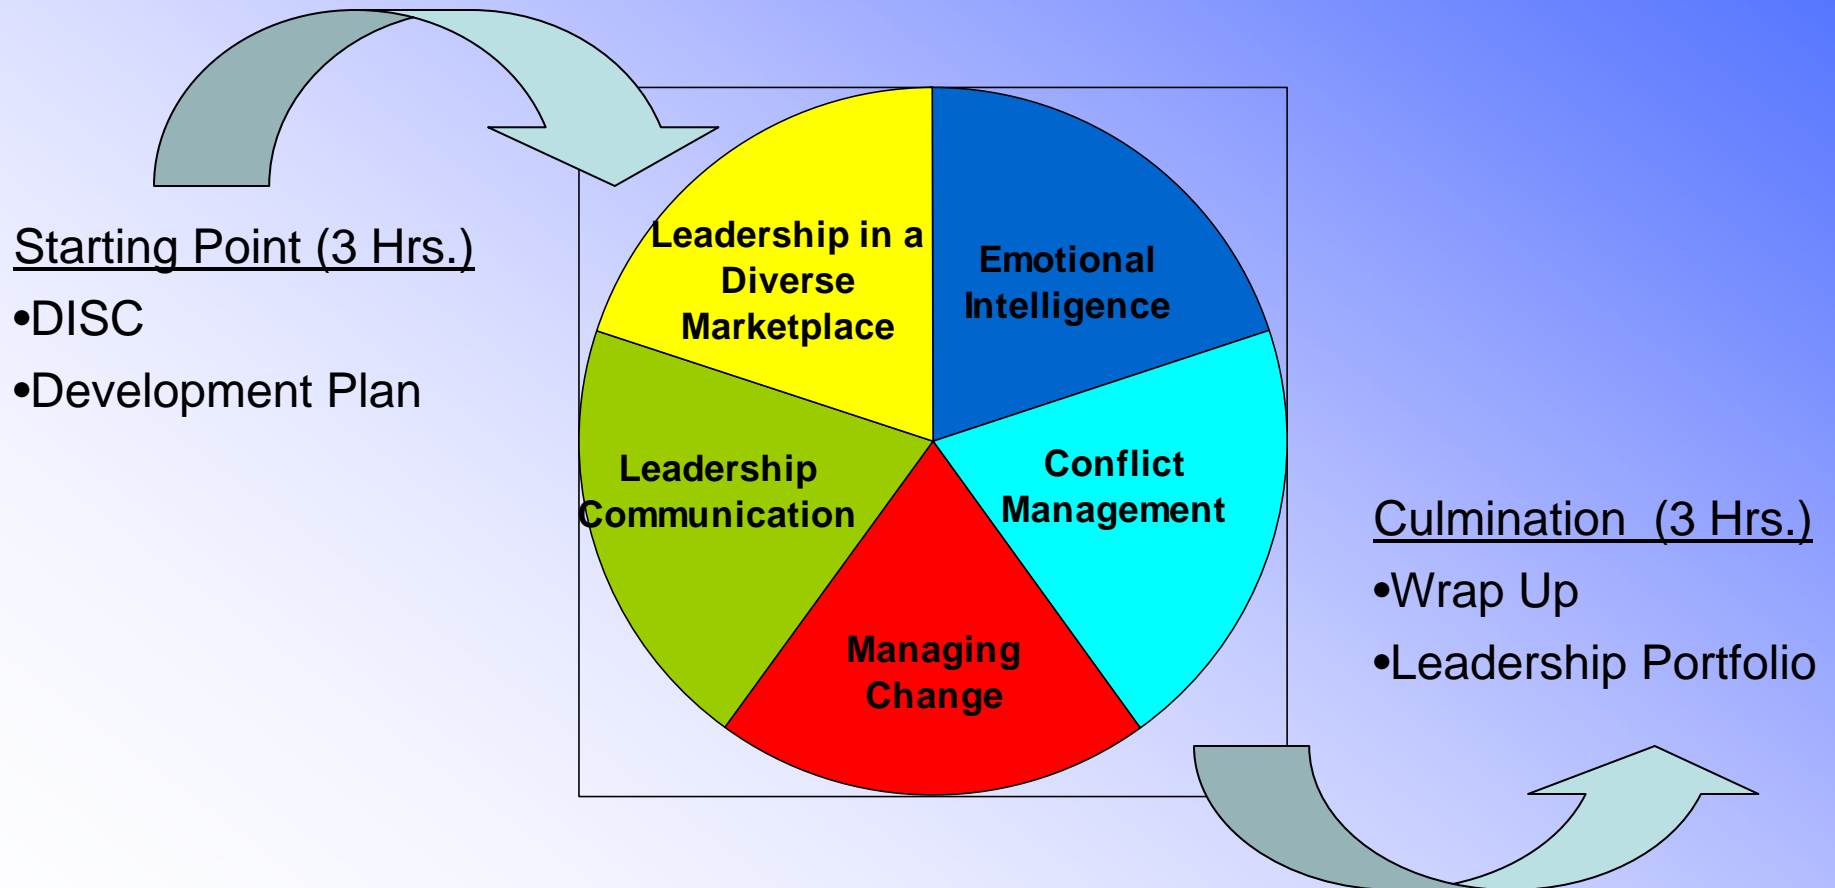 Starting Point (3 Hrs.)
•DISC
•Development Plan
Leadership in a
Diverse
Marketplace
Emotional
Intelligence
Leadership
Communication
Conflict
Management
Managing
Change
Culmination  (3 Hrs.)
•Wrap Up
•Leadership Portfolio